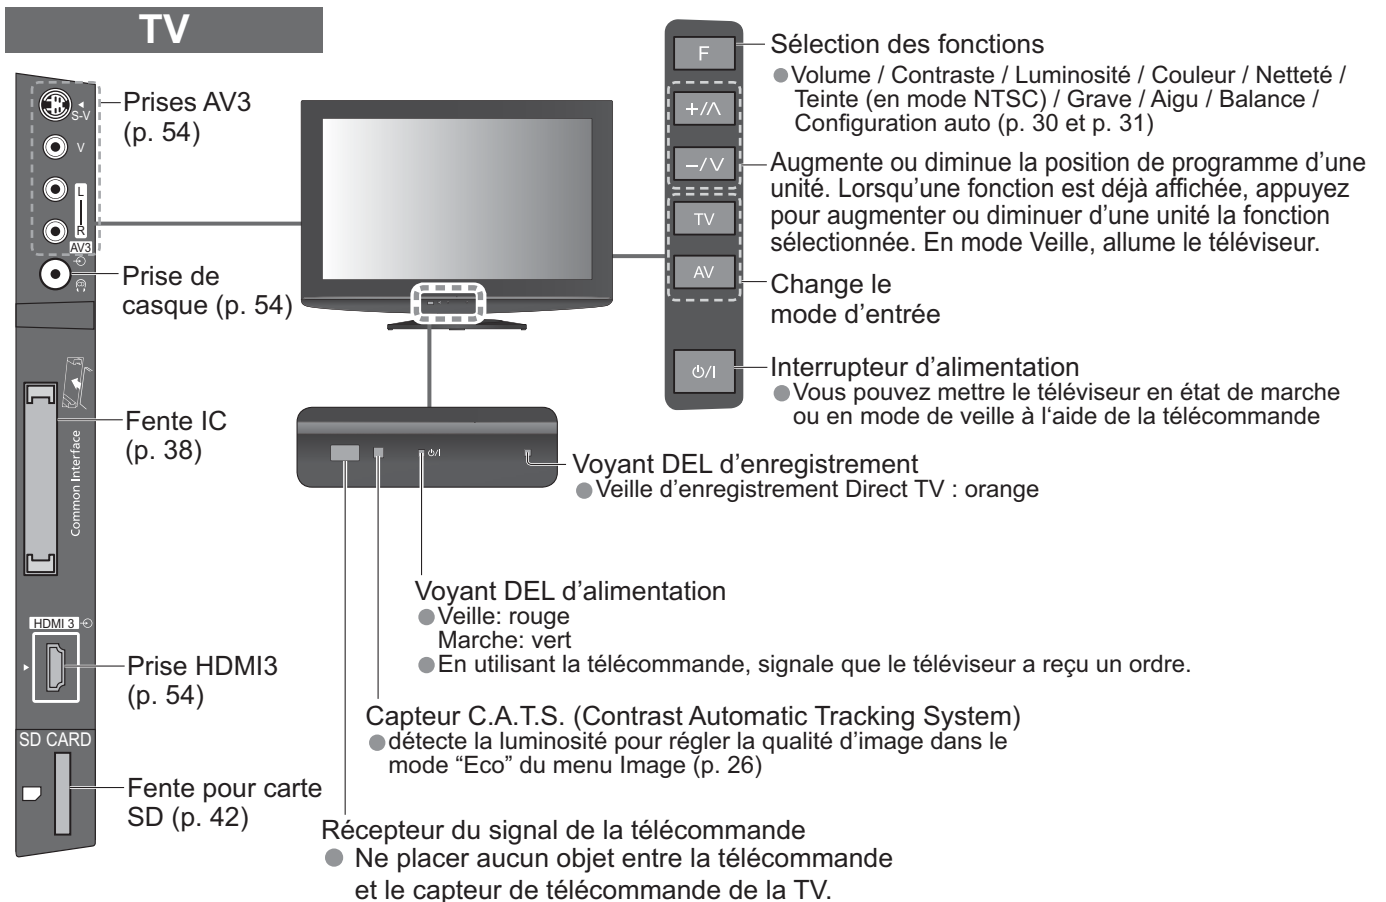 TV
S-V
V
L
R
AV3
Prises AV3
(p. 54)
Prise de
casque (p. 54)
Common Interface
Fente IC
(p. 38)
HDMI 3
Prise HDMI3
(p. 54)
SD CARD
Fente pour carte
SD (p. 42)
F
+/∧
−/∨
TV
AV
⏻/I
Sélection des fonctions
●Volume / Contraste / Luminosité / Couleur / Netteté /
Teinte (en mode NTSC) / Grave / Aigu / Balance /
Configuration auto (p. 30 et p. 31)
Augmente ou diminue la position de programme d’une
unité. Lorsqu’une fonction est déjà affichée, appuyez
pour augmenter ou diminuer d’une unité la fonction
sélectionnée. En mode Veille, allume le téléviseur.
Change le
mode d’entrée
Interrupteur d’alimentation
●Vous pouvez mettre le téléviseur en état de marche
ou en mode de veille à l‘aide de la télécommande
⏻/I
Voyant DEL d’enregistrement
●Veille d’enregistrement Direct TV : orange
Voyant DEL d’alimentation
●Veille: rouge
Marche: vert
●En utilisant la télécommande, signale que le téléviseur a reçu un ordre.
Capteur C.A.T.S. (Contrast Automatic Tracking System)
●détecte la luminosité pour régler la qualité d’image dans le
mode “Eco” du menu Image (p. 26)
Récepteur du signal de la télécommande
● Ne placer aucun objet entre la télécommande
et le capteur de télécommande de la TV.